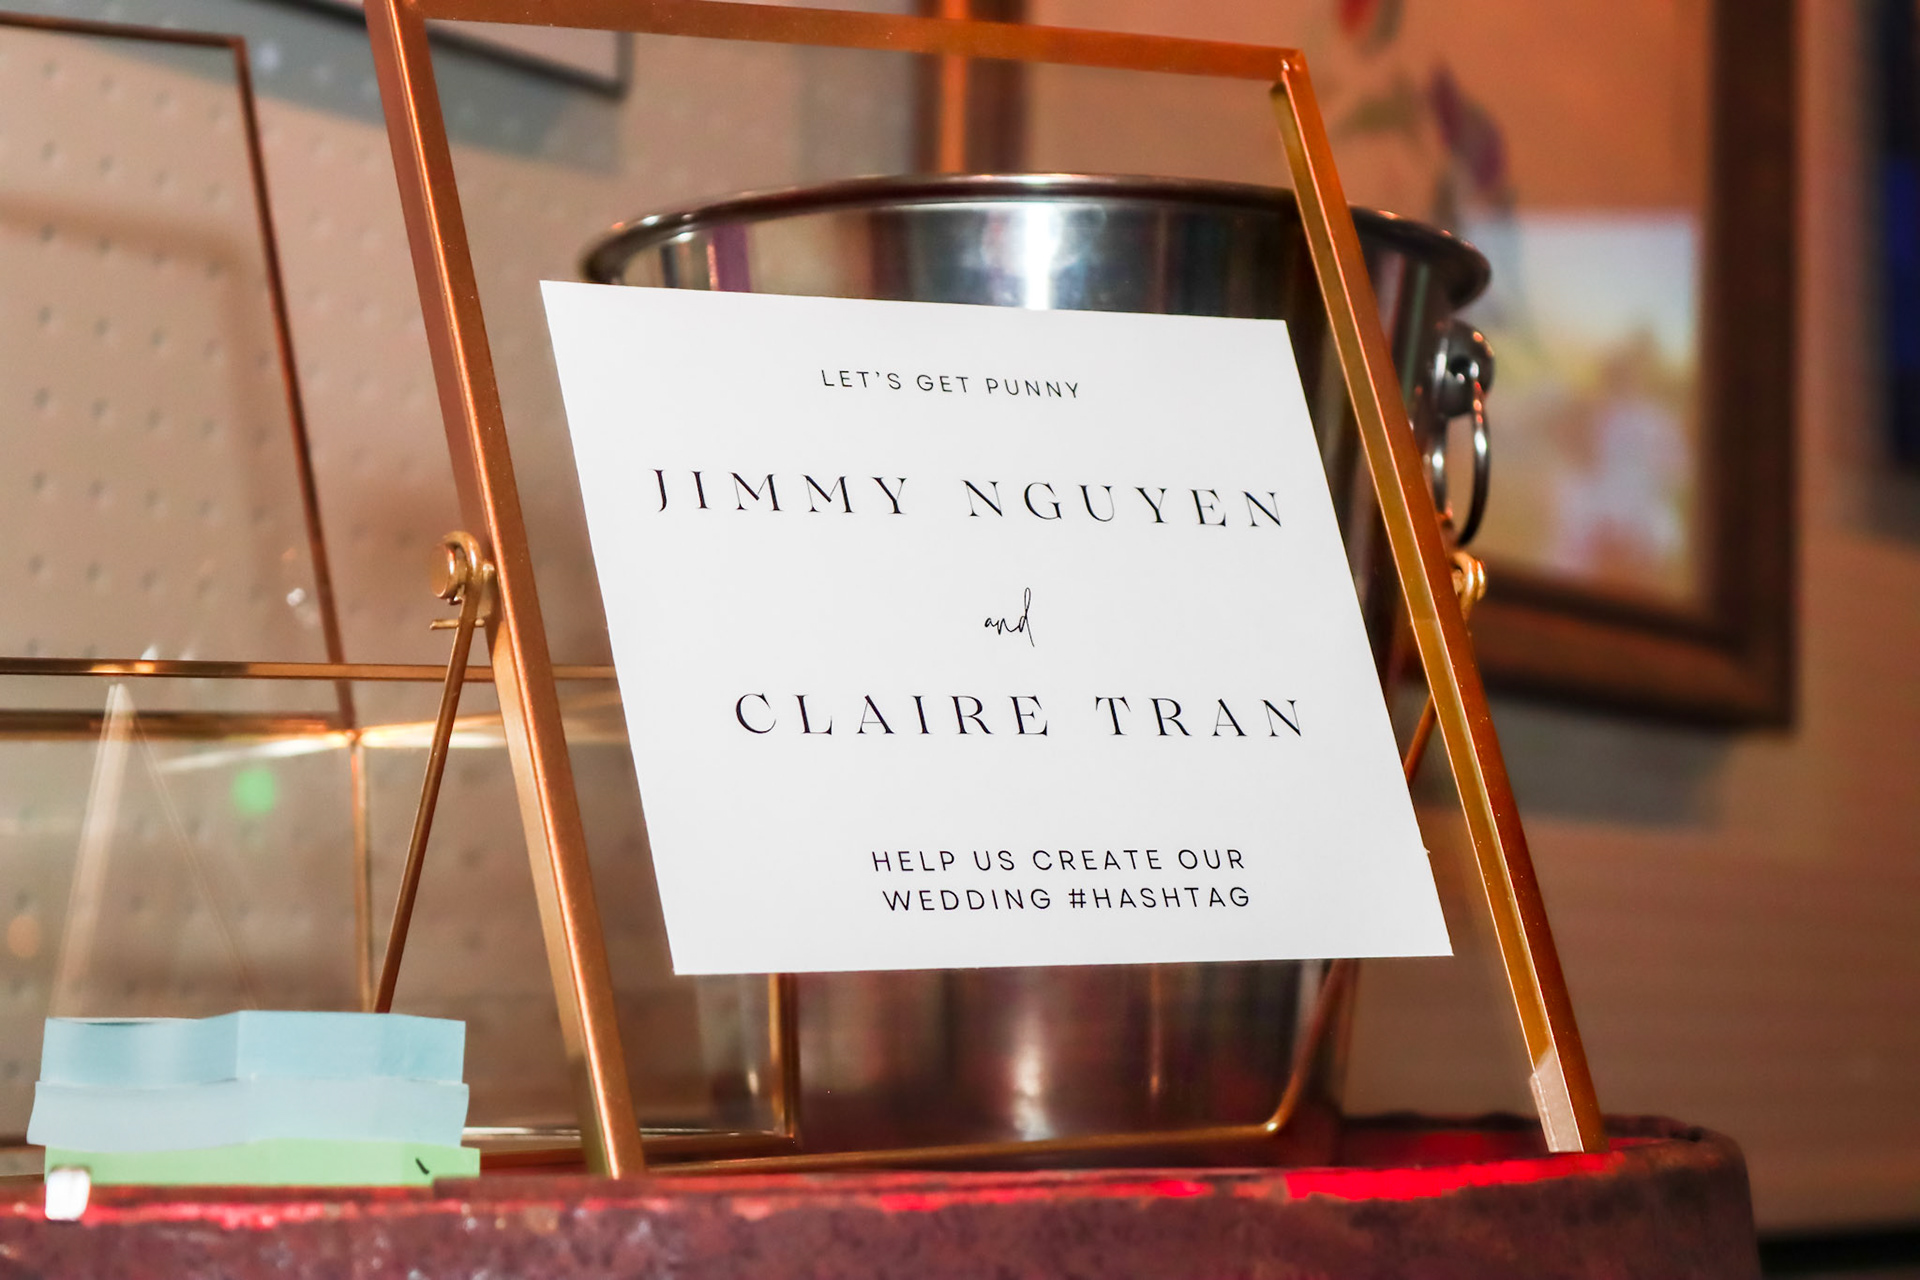 LET'S GET PUNNY
JIMMY NGUYEN
and
CLAIRE TRAN
HELP US CREATE OUR
WEDDING #HASHTAG